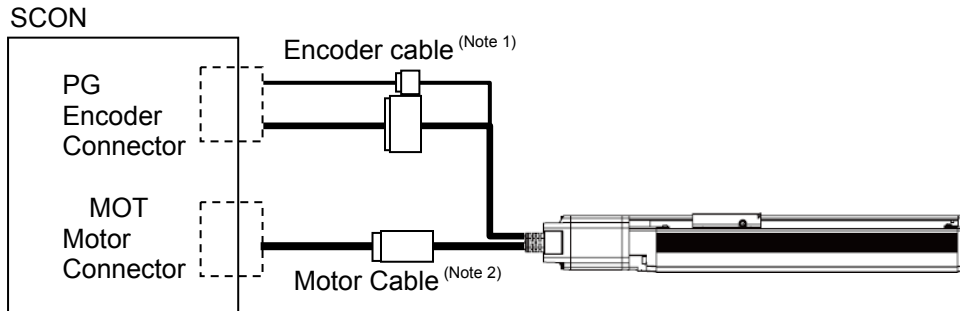 SCON
Encoder cable (Note 1)
PG
Encoder
Connector
MOT
Motor
Connector
Motor Cable (Note 2)